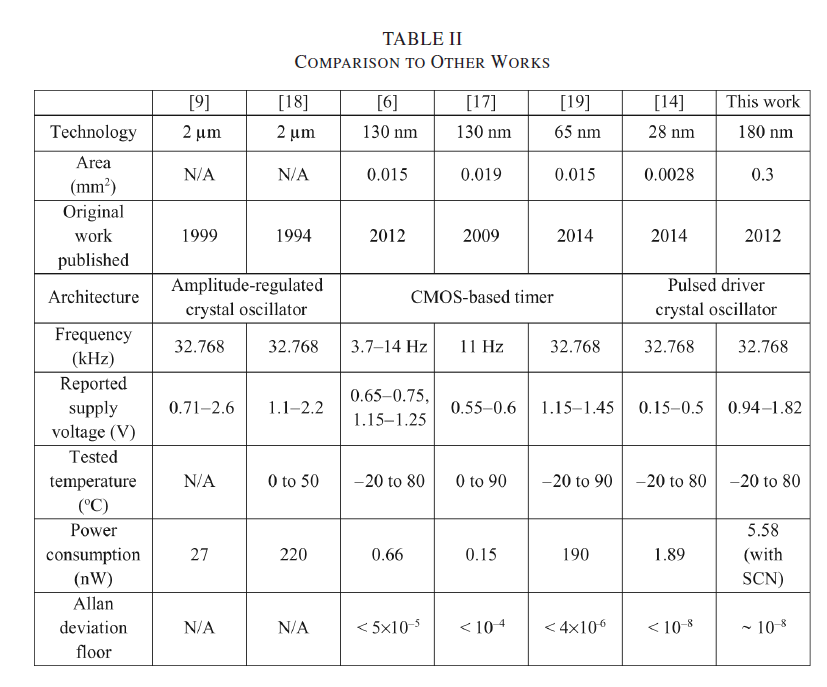 TABLE II
COMPARISON TO OTHER WORKS
[9] [18] [6] [17] [19] [14] This work
Technology 2 μm 2 μm 130 nm 130 nm 65 nm 28 nm 180 nm
Area (mm²) N/A N/A 0.015 0.019 0.015 0.0028 0.3
Original work published 1999 1994 2012 2009 2014 2014 2012
Architecture Amplitude-regulated crystal oscillator CMOS-based timer Pulsed driver crystal oscillator
Frequency (kHz) 32.768 32.768 3.7–14 Hz 11 Hz 32.768 32.768 32.768
Reported supply voltage (V) 0.71–2.6 1.1–2.2 0.65–0.75, 1.15–1.25 0.55–0.6 1.15–1.45 0.15–0.5 0.94–1.82
Tested temperature (ºC) N/A 0 to 50 –20 to 80 0 to 90 –20 to 90 –20 to 80 –20 to 80
Power consumption (nW) 27 220 0.66 0.15 190 1.89 5.58 (with SCN)
Allan deviation floor N/A N/A < 5×10⁻⁵ < 10⁻⁴ < 4×10⁻⁶ < 10⁻⁸ ~ 10⁻⁸